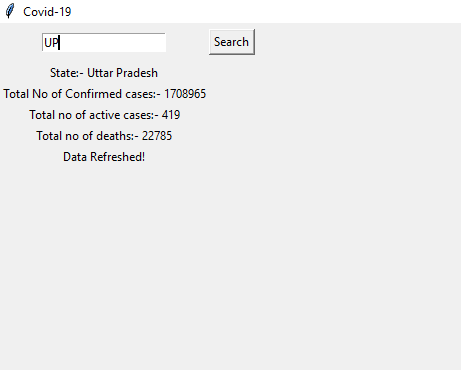 Covid-19
UP Search
State:- Uttar Pradesh
Total No of Confirmed cases:- 1708965
Total no of active cases:- 419
Total no of deaths:- 22785
Data Refreshed!